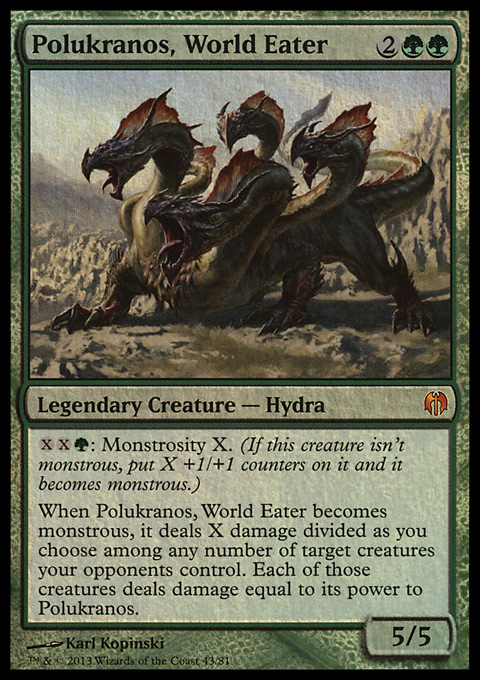 Polukranos, World Eater 2
Legendary Creature — Hydra
X X : Monstrosity X. (If this creature isn't
monstrous, put X +1/+1 counters on it and it
becomes monstrous.)
When Polukranos, World Eater becomes
monstrous, it deals X damage divided as you
choose among any number of target creatures
your opponents control. Each of those
creatures deals damage equal to its power to
Polukranos.
5/5
Karl Kopinski
™ & © 2013 Wizards of the Coast 43/81